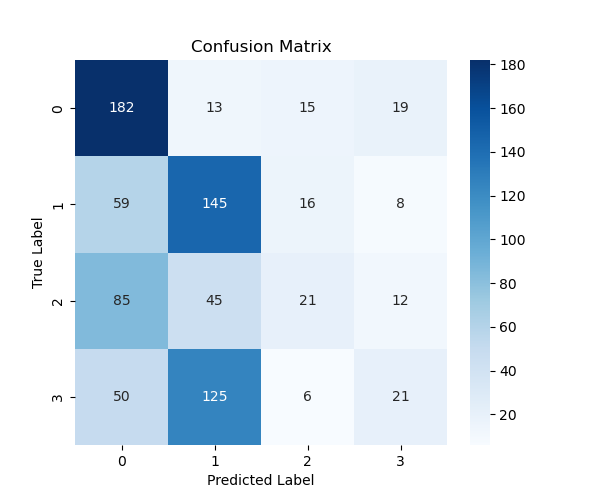 Confusion Matrix
True Label
0 182 13 15 19
1 59 145 16 8
2 85 45 21 12
3 50 125 6 21
0 1 2 3
Predicted Label
180
160
140
120
100
80
60
40
20